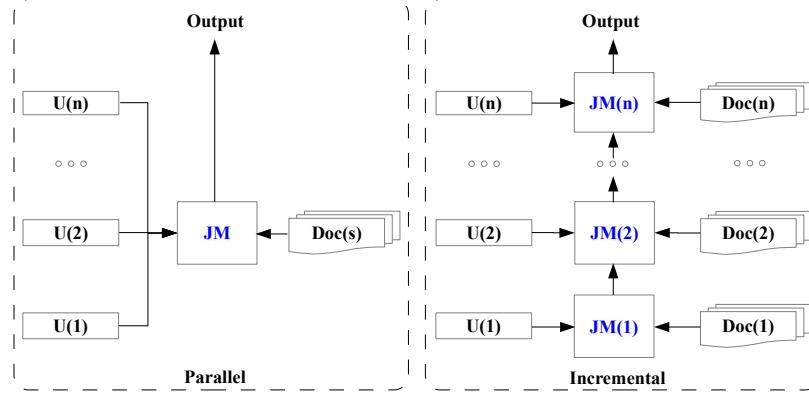 Output
U(n)
U(2)
JM
Doc(s)
U(1)
Parallel
Output
U(n)
JM(n)
Doc(n)
U(2)
JM(2)
Doc(2)
U(1)
JM(1)
Doc(1)
Incremental